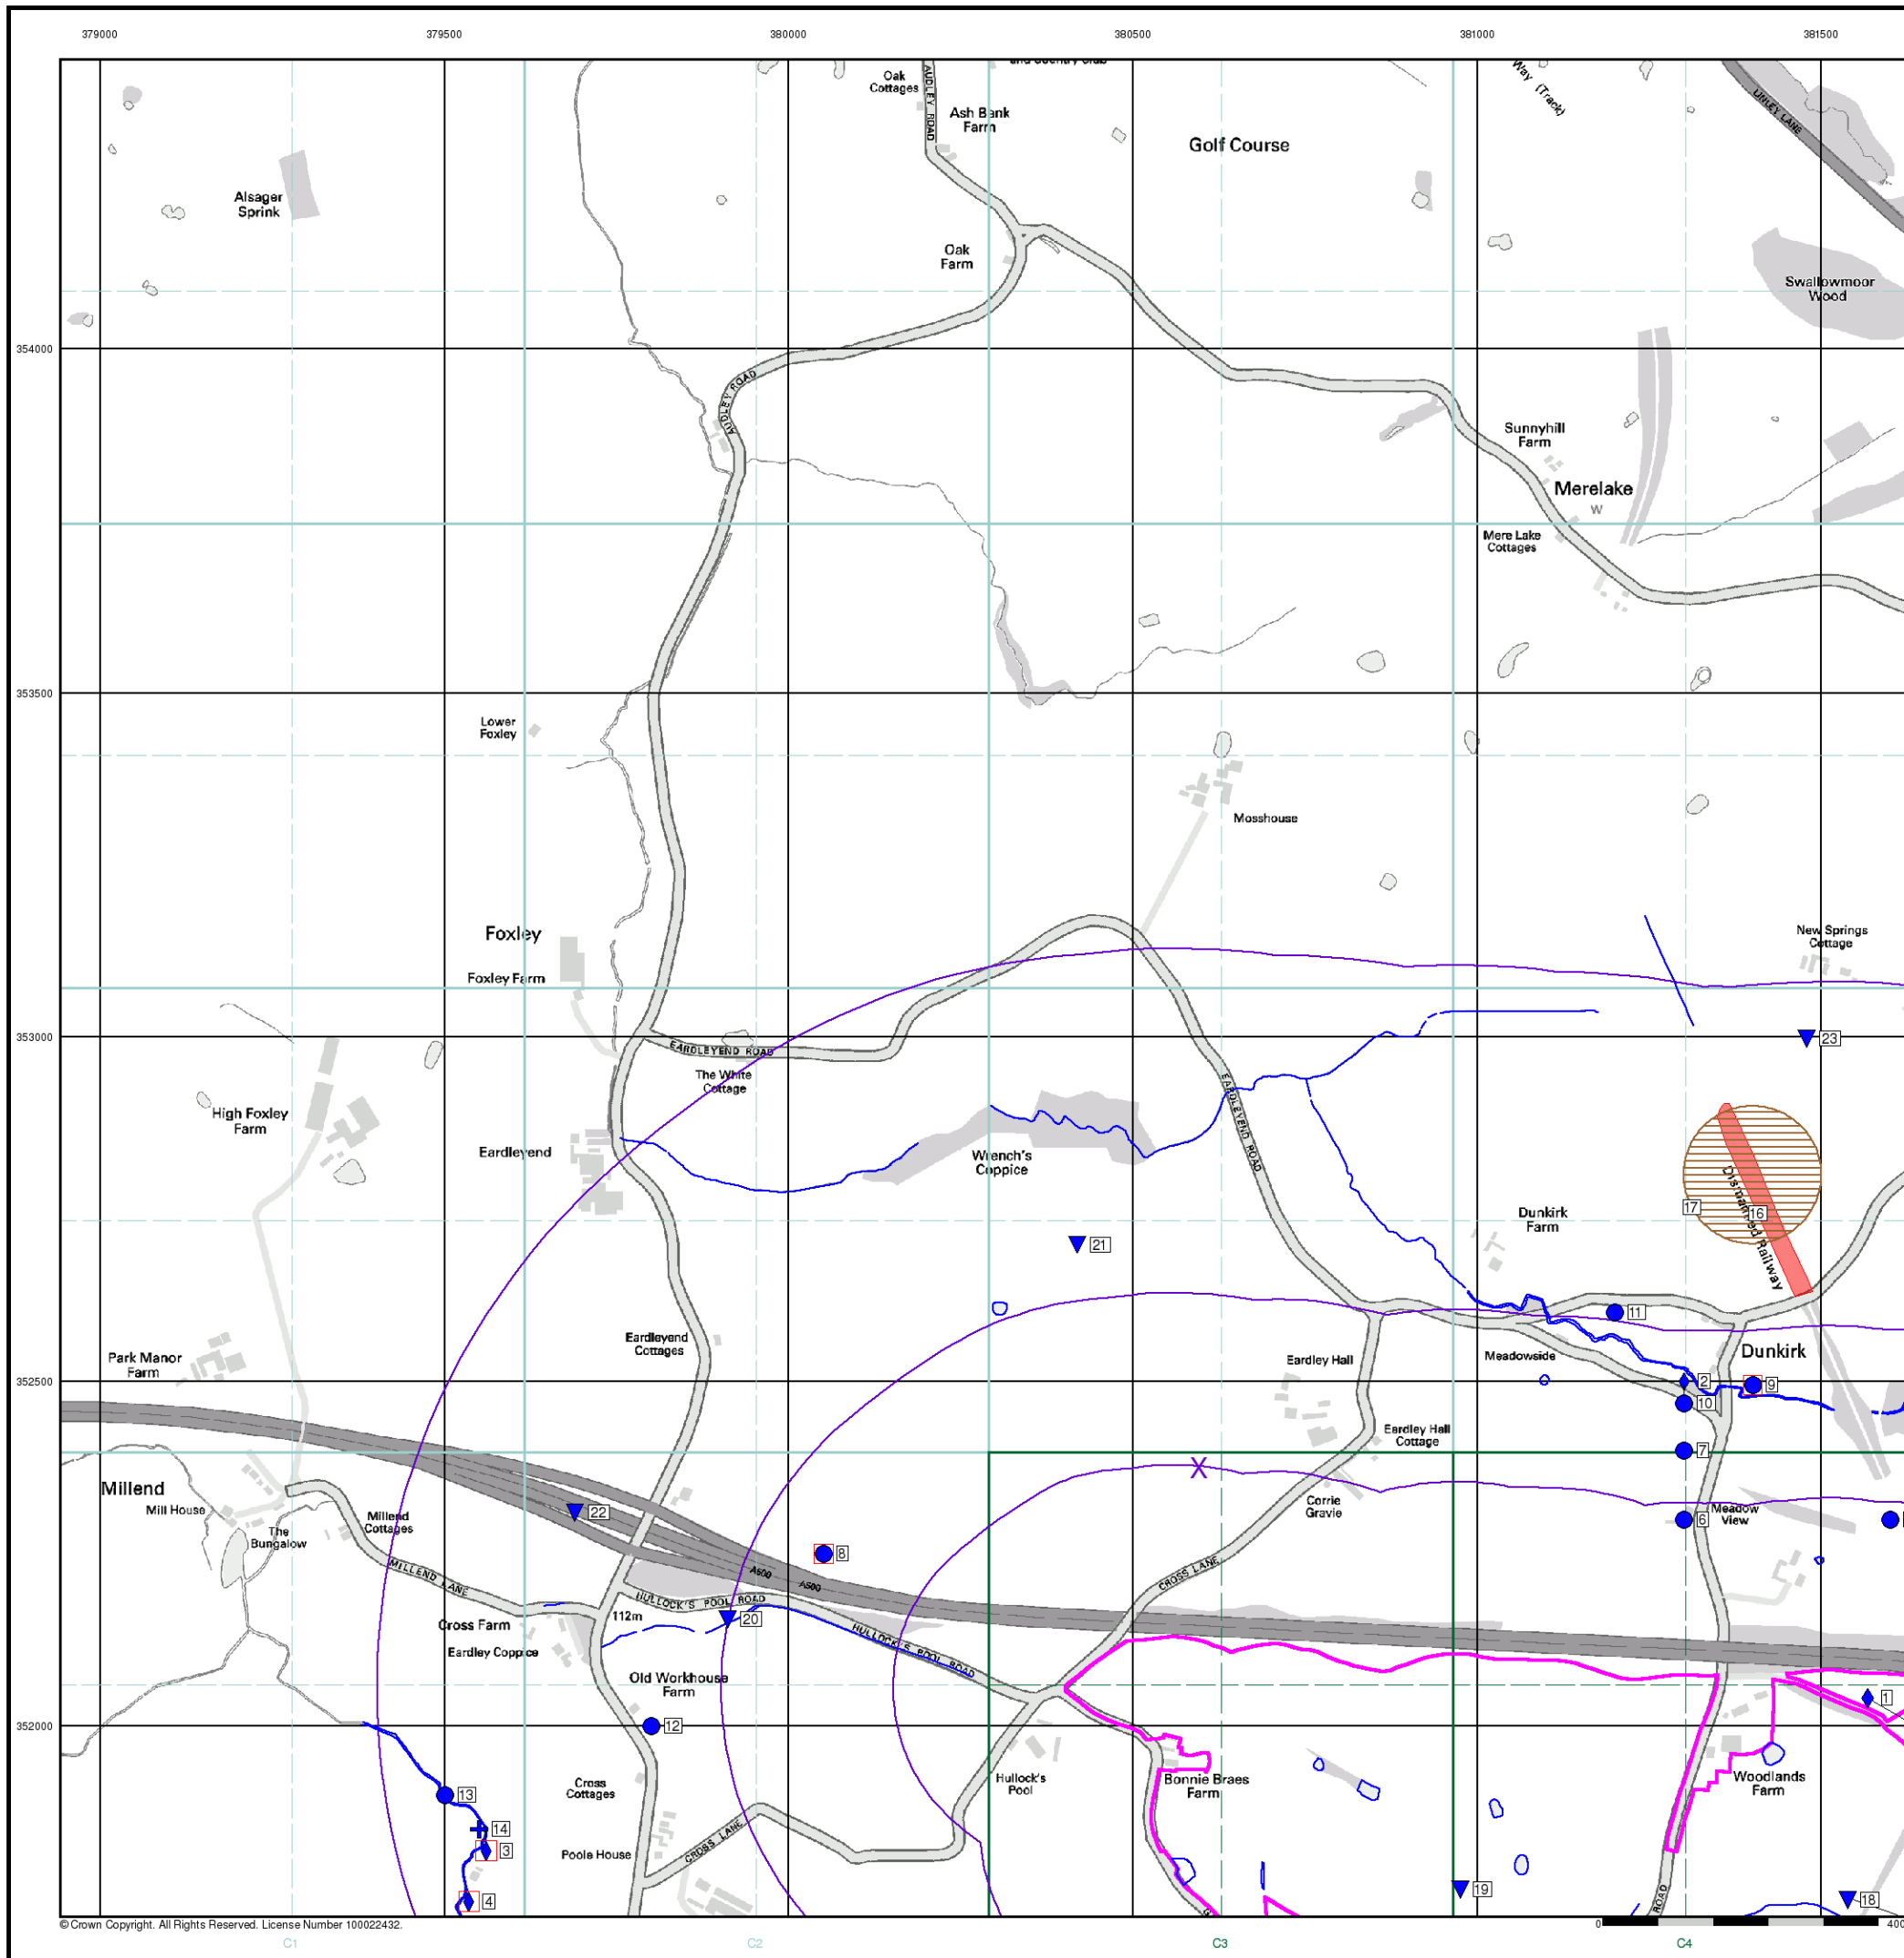 379000
379500
380000
380500
381000
381500
and Country Club
Oak
Cottages
AUDLEY ROAD
Ash Bank
Farm
Golf Course
Way (Track)
LINLEY LANE
Alsager
Sprink
Oak
Farm
Swallowmoor
Wood
354000
AUDLEY ROAD
Sunnyhill
Farm
Merelake
W
Mere Lake
Cottages
353500
Lower
Foxley
Mosshouse
Foxley
New Springs
Cottage
Foxley Farm
353000
EARDLEYEND ROAD
23
The White
Cottage
EARDLEYEND ROAD
High Foxley
Farm
Eardleyend
Wrench's
Coppice
Dismantled Railway
17
16
Dunkirk
Farm
21
11
Eardleyend
Cottages
Park Manor
Farm
Eardley Hall
Meadowside
Dunkirk
352500
2
9
10
Eardley Hall
Cottage
7
X
Millend
Mill House
The
Bungalow
Millend
Cottages
22
Corrie
Gravie
6
Meadow
View
8
A500
A500
MILLEND LANE
HULLOCK'S POOL ROAD
CROSS LANE
112m
20
Cross Farm
Eardley Coppice
HULLOCK'S POOL ROAD
Old Workhouse
Farm
1
352000
12
Cross
Cottages
Hullock's
Pool
Bonnie Braes
Farm
Woodlands
Farm
13
14
3
Poole House
CROSS LANE
4
19
18
ROAD
© Crown Copyright. All Rights Reserved. License Number 100022432.
0
400
C1
C2
C3
C4